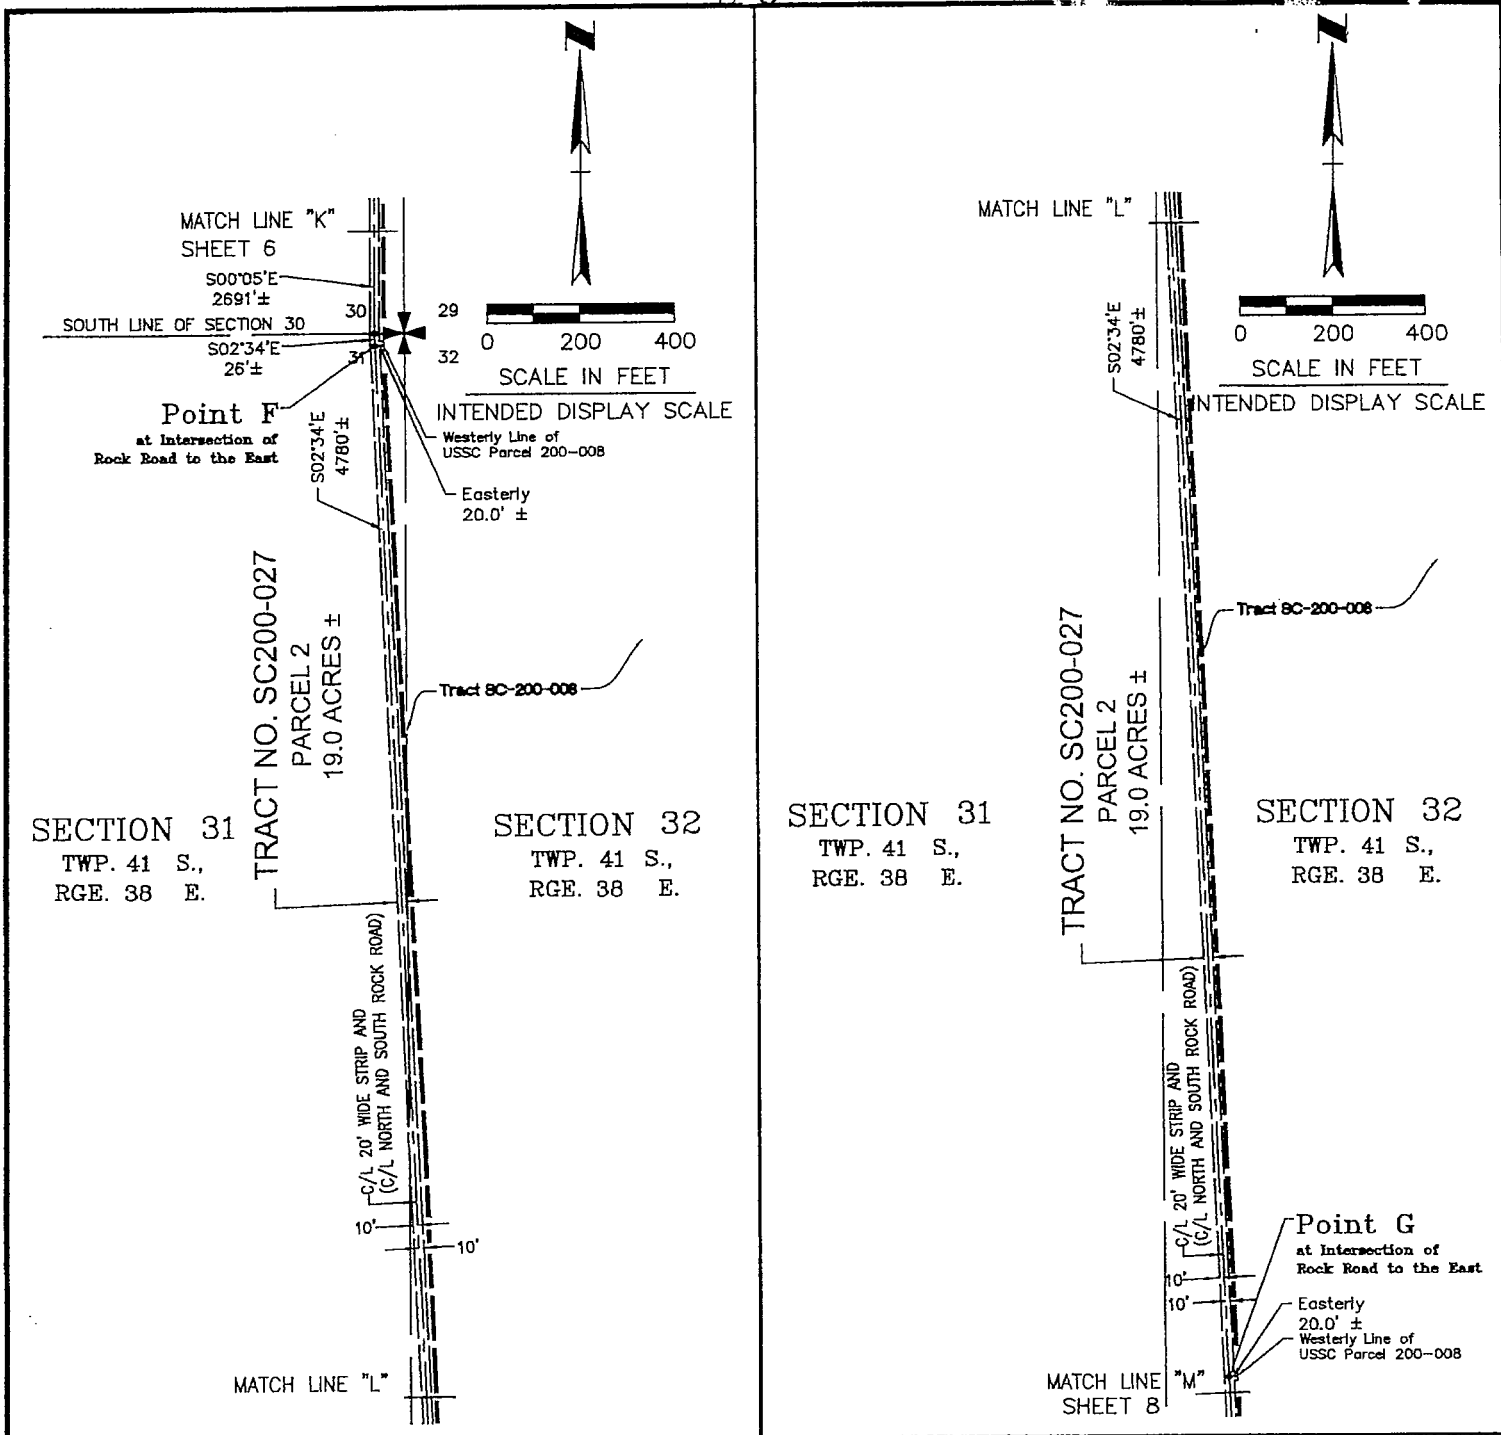 N
MATCH LINE "K"
SHEET 6
S00°05'E
2691'±
30
29
SOUTH LINE OF SECTION 30
S02°34'E
26'±
31
32
0 200 400
SCALE IN FEET
INTENDED DISPLAY SCALE
Point F
at Intersection of
Rock Road to the East
S02°34'E
4780'±
Westerly Line of
USSC Parcel 200-008
Easterly
20.0' ±
TRACT NO. SC200-027
PARCEL 2
19.0 ACRES ±
Tract SC-200-008
SECTION 31
TWP. 41 S.,
RGE. 38 E.
SECTION 32
TWP. 41 S.,
RGE. 38 E.
C/L 20' WIDE STRIP AND
(C/L NORTH AND SOUTH ROCK ROAD)
10'
10'
MATCH LINE "L"
N
MATCH LINE "L"
S02°34'E
4780'±
0 200 400
SCALE IN FEET
INTENDED DISPLAY SCALE
Tract SC-200-008
TRACT NO. SC200-027
PARCEL 2
19.0 ACRES ±
SECTION 31
TWP. 41 S.,
RGE. 38 E.
SECTION 32
TWP. 41 S.,
RGE. 38 E.
C/L 20' WIDE STRIP AND
(C/L NORTH AND SOUTH ROCK ROAD)
10'
10'
Point G
at Intersection of
Rock Road to the East
Easterly
20.0' ±
Westerly Line of
USSC Parcel 200-008
MATCH LINE "M"
SHEET 8